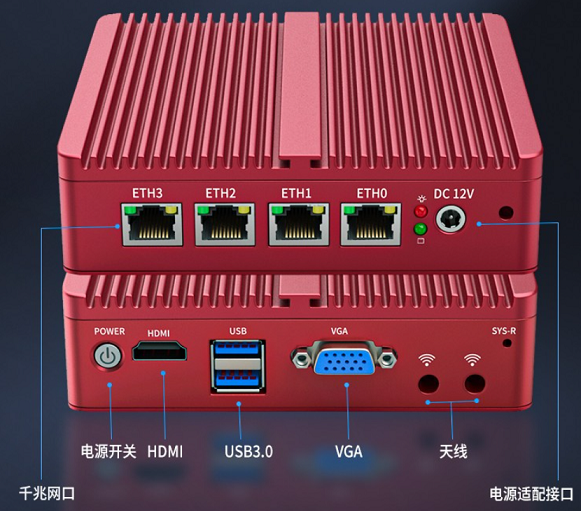 ETH3 ETH2 ETH1 ETH0 DC 12V
POWER HDMI USB VGA SYS-R
电源开关 HDMI USB3.0 VGA 天线
千兆网口 电源适配接口